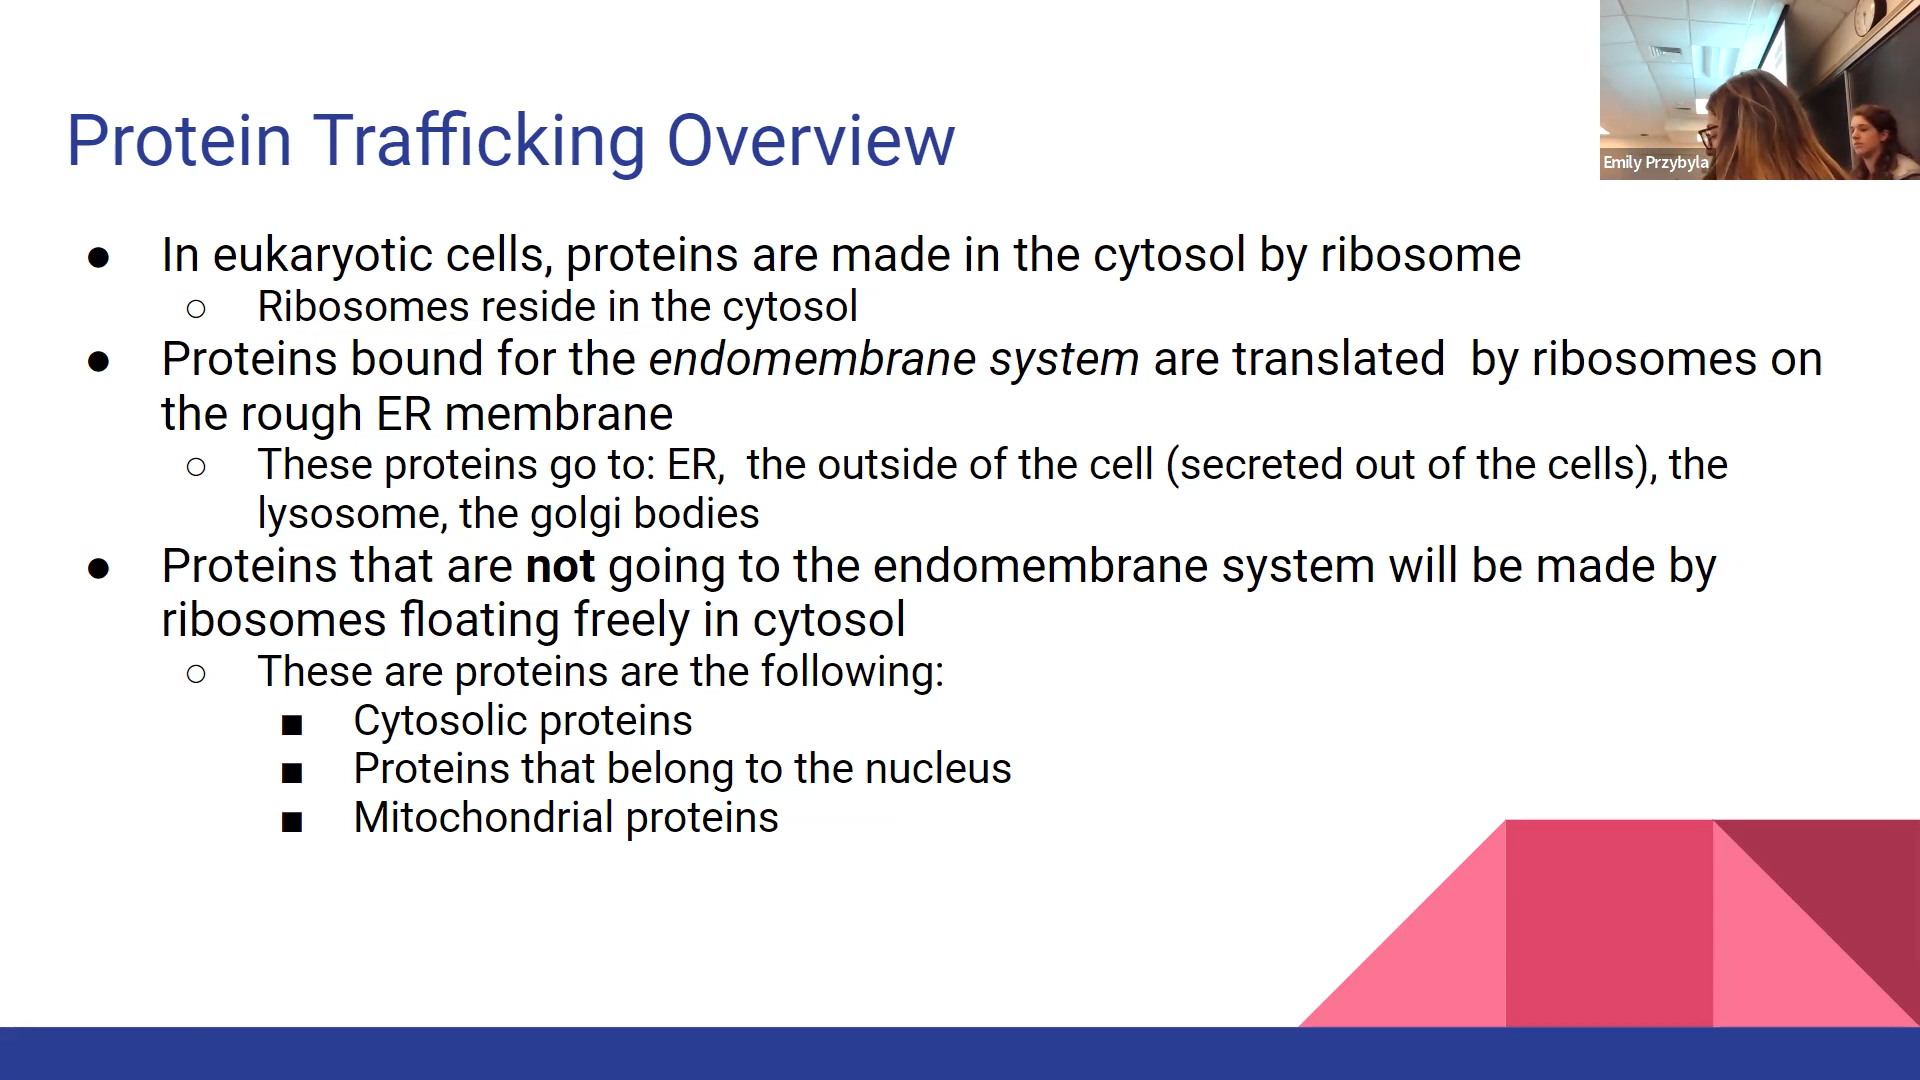 Protein Trafficking Overview
Emily Przybyla
● In eukaryotic cells, proteins are made in the cytosol by ribosome
○ Ribosomes reside in the cytosol
● Proteins bound for the endomembrane system are translated  by ribosomes on
the rough ER membrane
○ These proteins go to: ER,  the outside of the cell (secreted out of the cells), the
lysosome, the golgi bodies
● Proteins that are not going to the endomembrane system will be made by
ribosomes floating freely in cytosol
○ These are proteins are the following:
■ Cytosolic proteins
■ Proteins that belong to the nucleus
■ Mitochondrial proteins